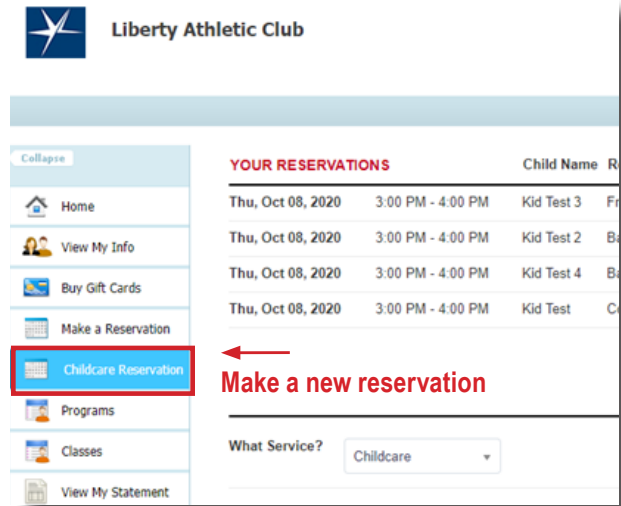 Liberty Athletic Club
Collapse
Home
View My Info
Buy Gift Cards
Make a Reservation
Childcare Reservation
Programs
Classes
View My Statement
YOUR RESERVATIONS Child Name R
Thu, Oct 08, 2020 3:00 PM - 4:00 PM Kid Test 3 Fr
Thu, Oct 08, 2020 3:00 PM - 4:00 PM Kid Test 2 Ba
Thu, Oct 08, 2020 3:00 PM - 4:00 PM Kid Test 4 Ba
Thu, Oct 08, 2020 3:00 PM - 4:00 PM Kid Test Co
Make a new reservation
What Service? Childcare